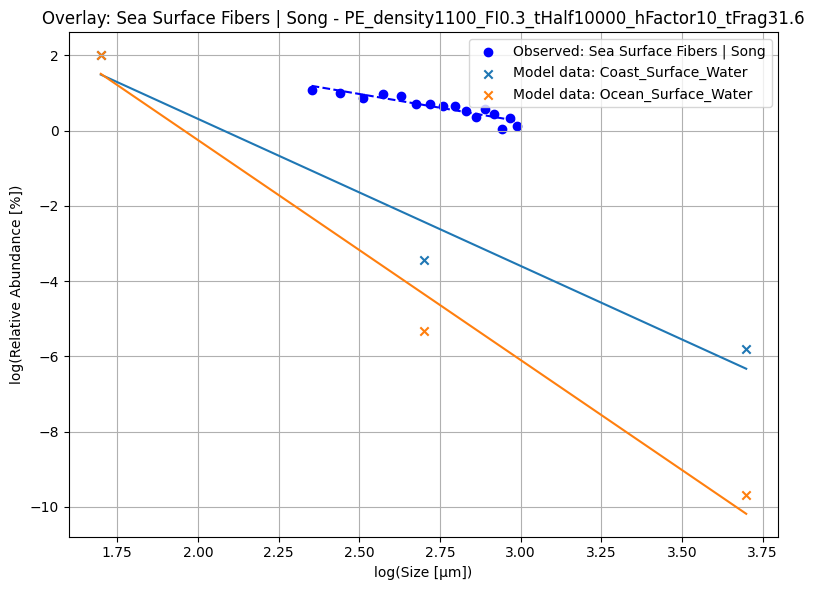 Overlay: Sea Surface Fibers | Song - PE_density1100_FI0.3_tHalf10000_hFactor10_tFrag31.6
Observed: Sea Surface Fibers | Song
Model data: Coast_Surface_Water
Model data: Ocean_Surface_Water
log(Relative Abundance [%])
2
0
−2
−4
−6
−8
−10
1.75 2.00 2.25 2.50 2.75 3.00 3.25 3.50 3.75
log(Size [μm])